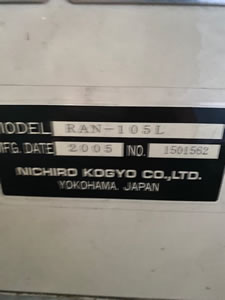 MODEL RAN-105L
MFG. DATE 2005 NO. 1501562
NICHIRO KOGYO CO.,LTD.
YOKOHAMA, JAPAN